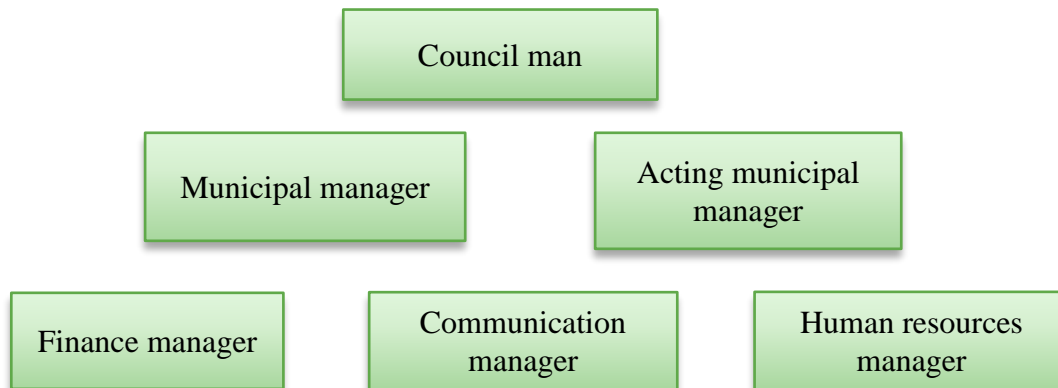 Council man
Municipal manager
Acting municipal
manager
Finance manager
Communication
manager
Human resources
manager